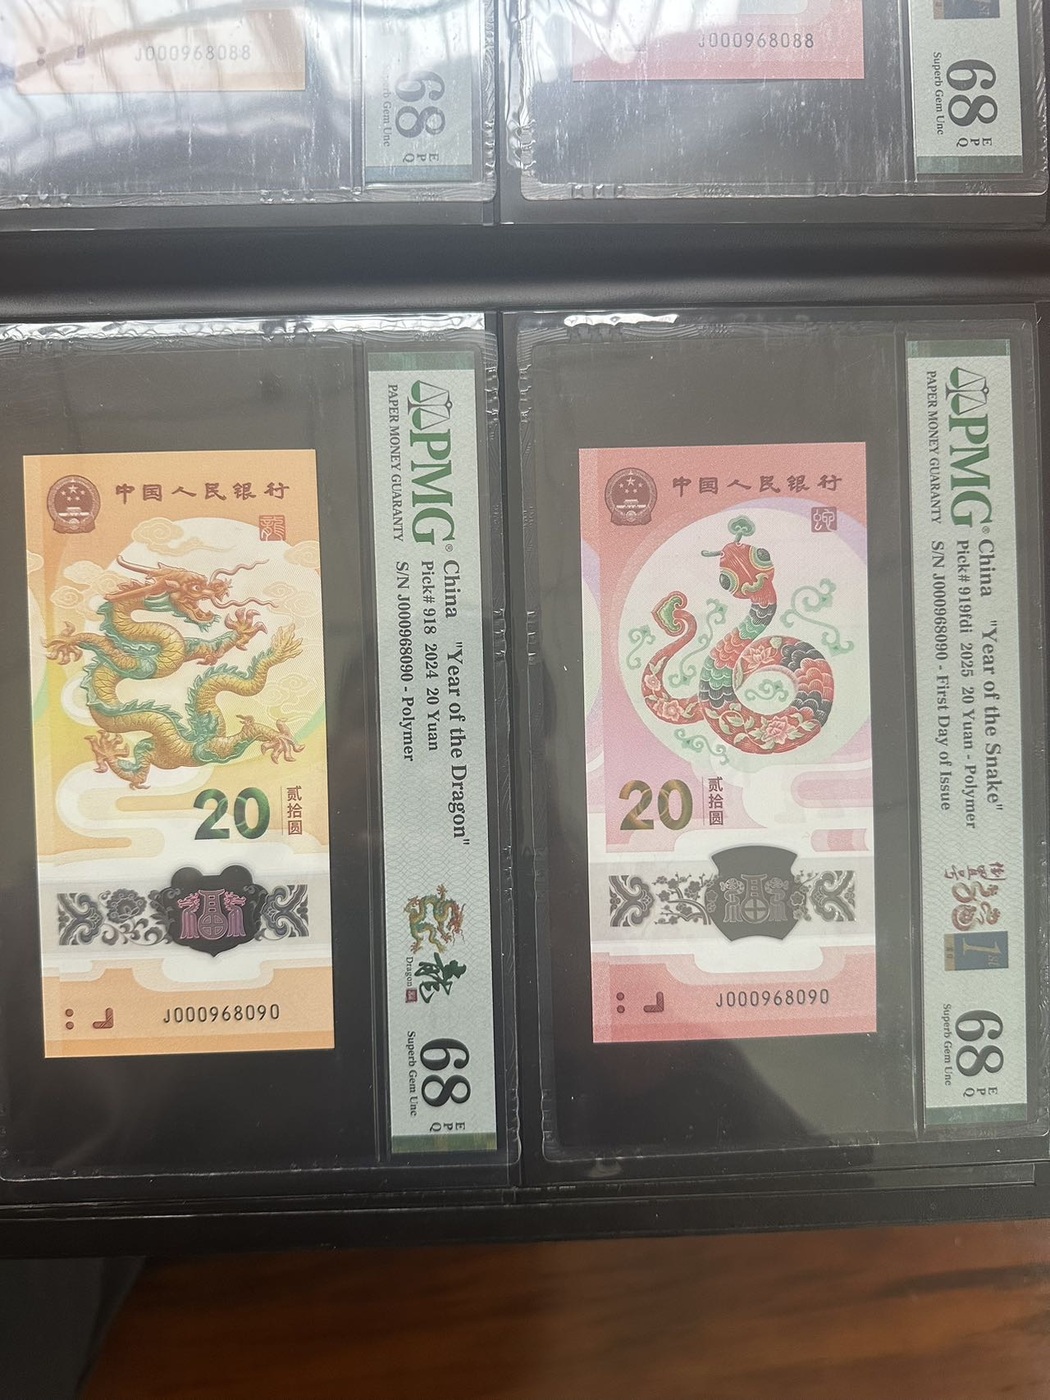 J000968088
68
E
P
Q
Superb Gem Unc
J000968088
68
E
P
Q
Superb Gem Unc
中国人民银行
20
贰拾圆
J000968090
PMG®
PAPER MONEY GUARANTY
China "Year of the Dragon"
Pick# 918 2024 20 Yuan
S/N J000968090 - Polymer
龍
Dragon
68
E
P
Q
Superb Gem Unc
中国人民银行
20
贰拾圆
J000968090
PMG®
PAPER MONEY GUARANTY
China "Year of the Snake"
Pick# 919fdi 2025 20 Yuan - Polymer
S/N J000968090 - First Day of Issue
1st
68
E
P
Q
Superb Gem Unc